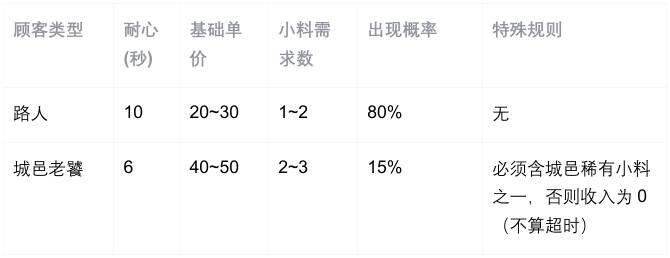 顾客类型 耐心(秒) 基础单价 小料需求数 出现概率 特殊规则
路人 10 20~30 1~2 80% 无
城邑老饕 6 40~50 2~3 15% 必须含城邑稀有小料
之一，否则收入为 0
（不算超时）